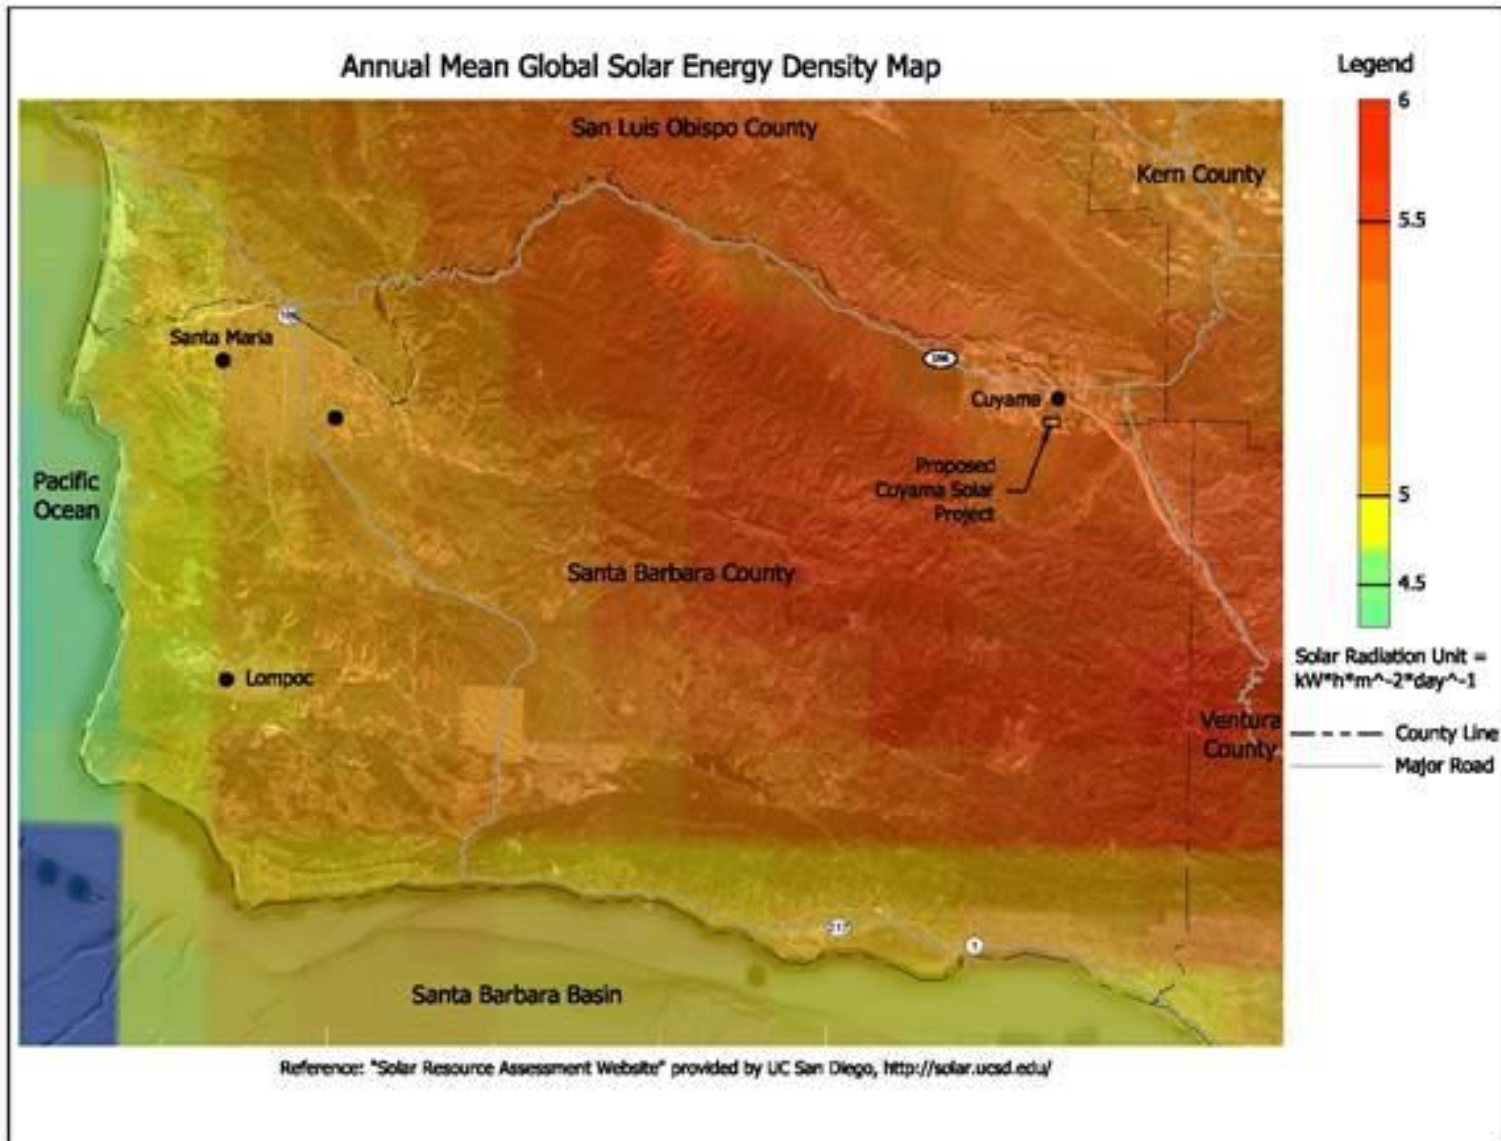 Annual Mean Global Solar Energy Density Map
Legend
6
San Luis Obispo County
Kern County
5.5
Santa Maria
Cuyama
Pacific
Ocean
Proposed
Cuyama Solar
Project
5
Santa Barbara County
4.5
Lompoc
Solar Radiation Unit =
kW*h*m^-2*day^-1
Ventura
County
County Line
Major Road
217
1
Santa Barbara Basin
Reference: "Solar Resource Assessment Website" provided by UC San Diego, http://solar.ucsd.edu/